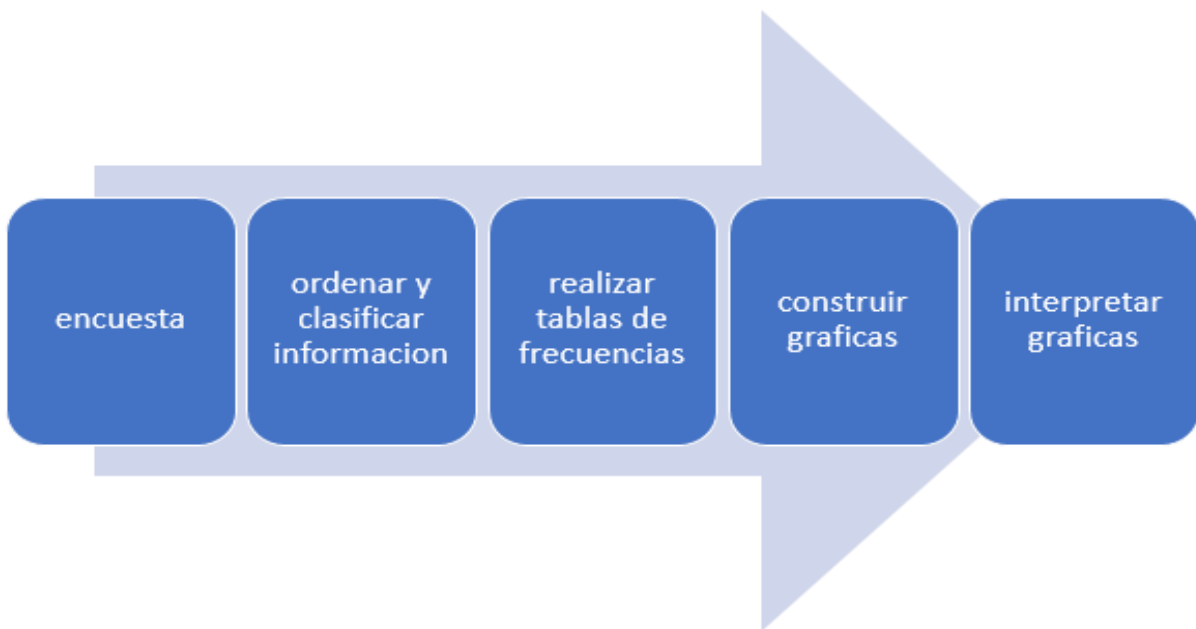 encuesta
ordenar y
clasificar
informacion
realizar
tablas de
frecuencias
construir
graficas
interpretar
graficas